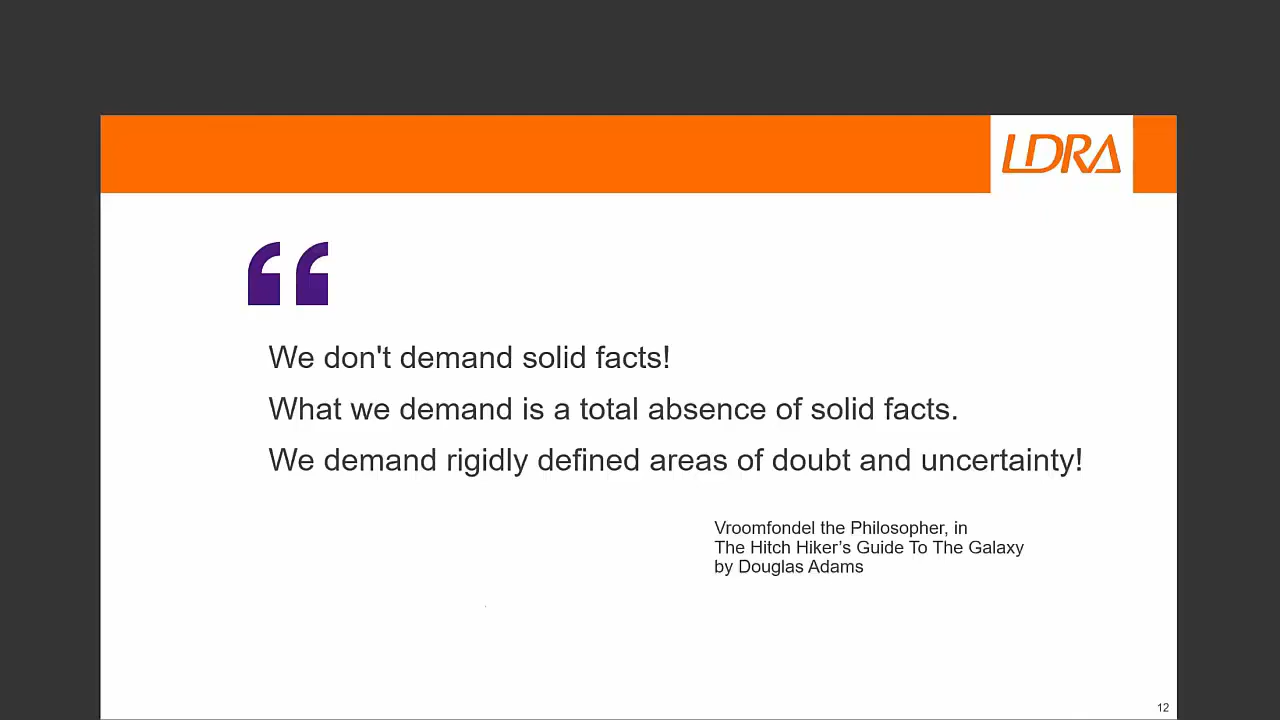 LDRA
“
We don't demand solid facts!
What we demand is a total absence of solid facts.
We demand rigidly defined areas of doubt and uncertainty!
Vroomfondel the Philosopher, in
The Hitch Hiker’s Guide To The Galaxy
by Douglas Adams
12